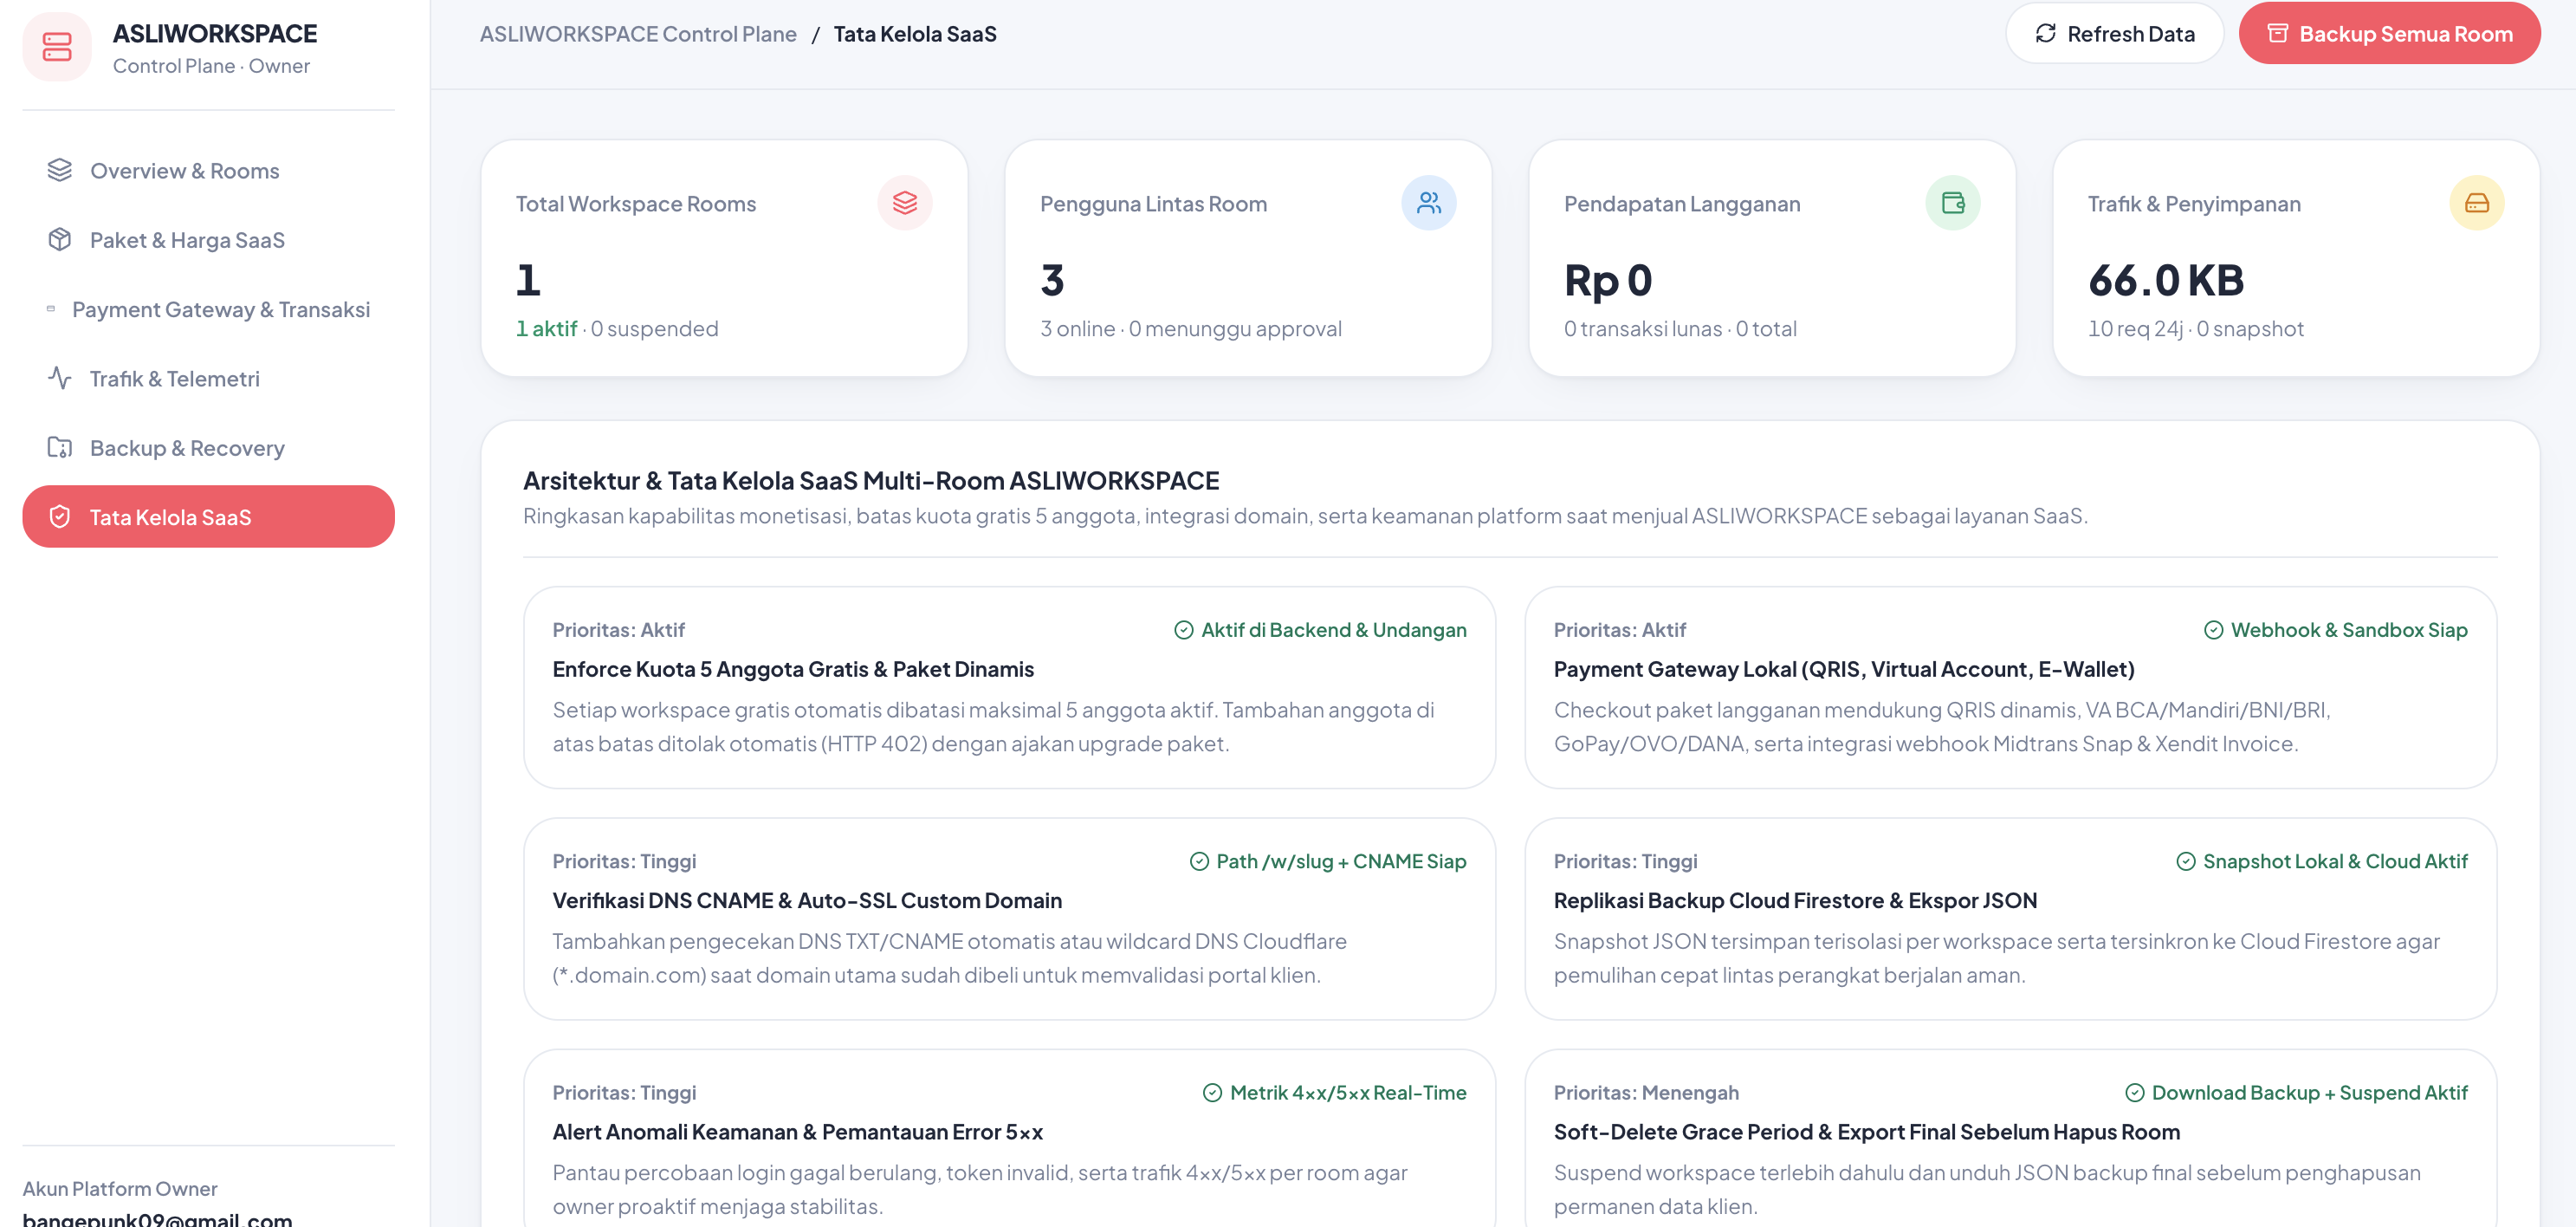 ASLIWORKSPACE
Control Plane · Owner
Overview & Rooms
Paket & Harga SaaS
Payment Gateway & Transaksi
Trafik & Telemetri
Backup & Recovery
Tata Kelola SaaS
Akun Platform Owner
bangepunk09@gmail.com
ASLIWORKSPACE Control Plane / Tata Kelola SaaS
Refresh Data
Backup Semua Room
Total Workspace Rooms
1
1 aktif · 0 suspended
Pengguna Lintas Room
3
3 online · 0 menunggu approval
Pendapatan Langganan
Rp 0
0 transaksi lunas · 0 total
Trafik & Penyimpanan
66.0 KB
10 req 24j · 0 snapshot
Arsitektur & Tata Kelola SaaS Multi-Room ASLIWORKSPACE
Ringkasan kapabilitas monetisasi, batas kuota gratis 5 anggota, integrasi domain, serta keamanan platform saat menjual ASLIWORKSPACE sebagai layanan SaaS.
Prioritas: Aktif
Aktif di Backend & Undangan
Enforce Kuota 5 Anggota Gratis & Paket Dinamis
Setiap workspace gratis otomatis dibatasi maksimal 5 anggota aktif. Tambahan anggota di
atas batas ditolak otomatis (HTTP 402) dengan ajakan upgrade paket.
Prioritas: Aktif
Webhook & Sandbox Siap
Payment Gateway Lokal (QRIS, Virtual Account, E-Wallet)
Checkout paket langganan mendukung QRIS dinamis, VA BCA/Mandiri/BNI/BRI,
GoPay/OVO/DANA, serta integrasi webhook Midtrans Snap & Xendit Invoice.
Prioritas: Tinggi
Path /w/slug + CNAME Siap
Verifikasi DNS CNAME & Auto-SSL Custom Domain
Tambahkan pengecekan DNS TXT/CNAME otomatis atau wildcard DNS Cloudflare
(*.domain.com) saat domain utama sudah dibeli untuk memvalidasi portal klien.
Prioritas: Tinggi
Snapshot Lokal & Cloud Aktif
Replikasi Backup Cloud Firestore & Ekspor JSON
Snapshot JSON tersimpan terisolasi per workspace serta tersinkron ke Cloud Firestore agar
pemulihan cepat lintas perangkat berjalan aman.
Prioritas: Tinggi
Metrik 4xx/5xx Real-Time
Alert Anomali Keamanan & Pemantauan Error 5xx
Pantau percobaan login gagal berulang, token invalid, serta trafik 4xx/5xx per room agar
owner proaktif menjaga stabilitas.
Prioritas: Menengah
Download Backup + Suspend Aktif
Soft-Delete Grace Period & Export Final Sebelum Hapus Room
Suspend workspace terlebih dahulu dan unduh JSON backup final sebelum penghapusan
permanen data klien.